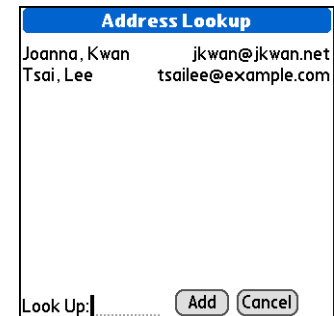 Address Lookup
Joanna, Kwan jkwan@jkwan.net
Tsai, Lee tsailee@example.com
Look Up: Add Cancel